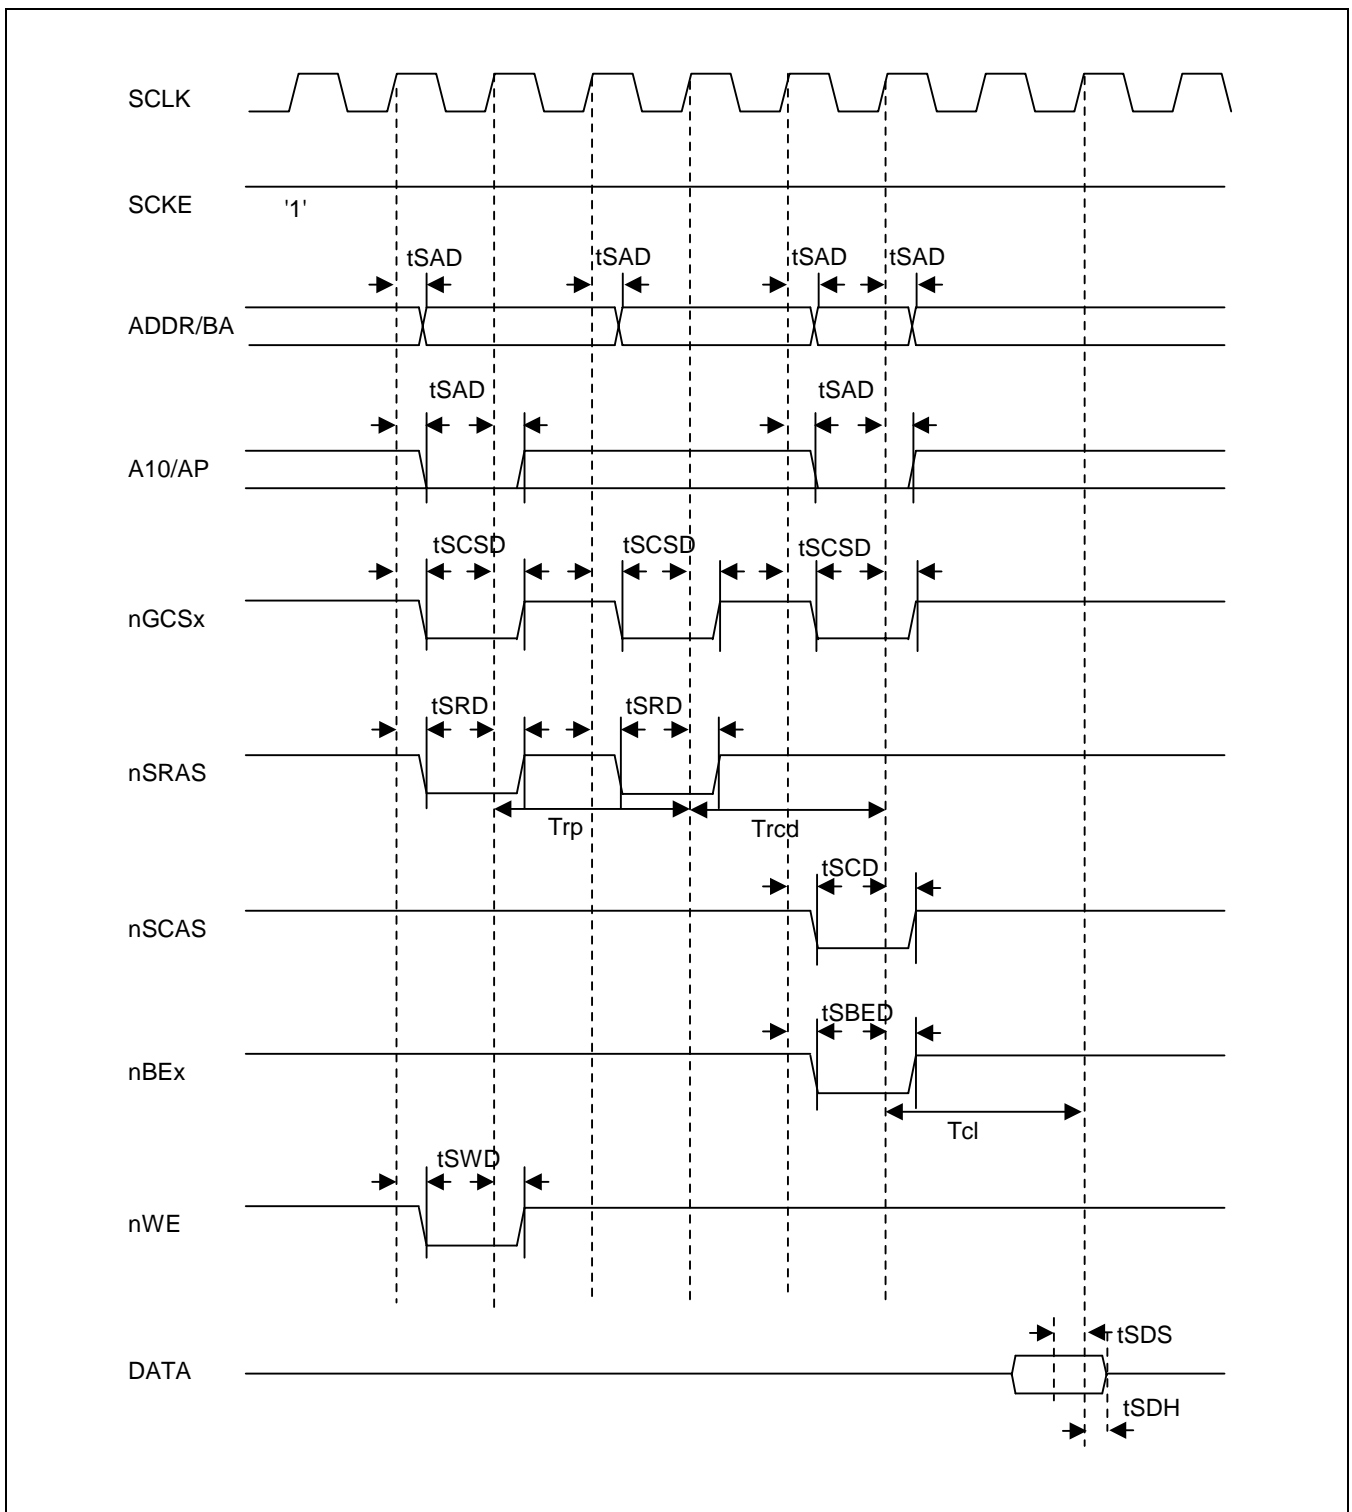 SCLK
SCKE '1'
tSAD tSAD tSAD tSAD
ADDR/BA
tSAD tSAD
A10/AP
tSCSD tSCSD tSCSD
nGCSx
tSRD tSRD
nSRAS
Trp Trcd
tSCD
nSCAS
tSBED
nBEx
Tcl
tSWD
nWE
tSDS
DATA
tSDH